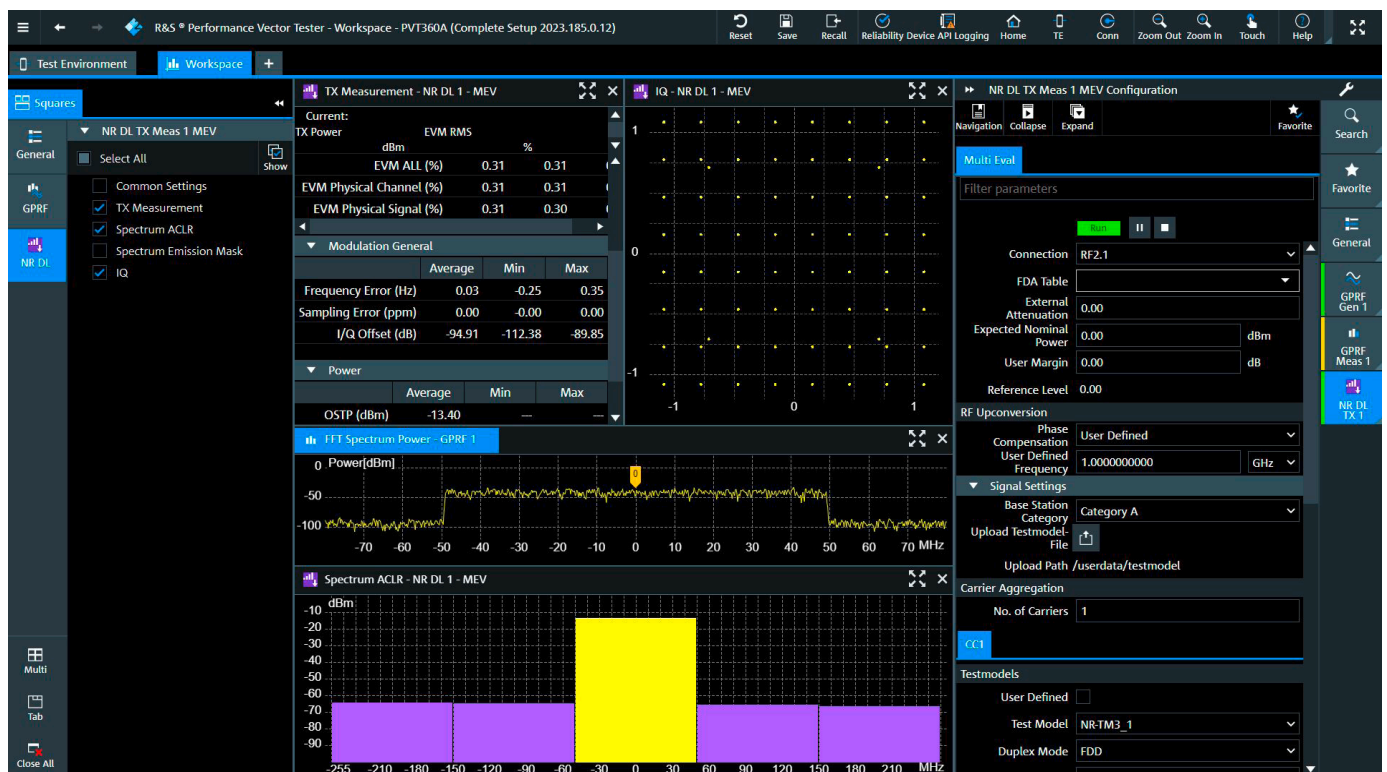 R&S ® Performance Vector Tester - Workspace - PVT360A (Complete Setup 2023.185.0.12)
Reset Save Recall Reliability Device API Logging Home TE Conn Zoom Out Zoom In Touch Help
Test Environment Workspace +
Squares
General
GPRF
NR DL
Multi
Tab
Close All
NR DL TX Meas 1 MEV
Select All
Show
Common Settings
TX Measurement
Spectrum ACLR
Spectrum Emission Mask
IQ
TX Measurement - NR DL 1 - MEV
Current:
TX Power EVM RMS
dBm %
EVM ALL (%) 0.31 0.31
EVM Physical Channel (%) 0.31 0.31
EVM Physical Signal (%) 0.31 0.30
Modulation General
Average Min Max
Frequency Error (Hz) 0.03 -0.25 0.35
Sampling Error (ppm) 0.00 -0.00 0.00
I/Q Offset (dB) -94.91 -112.38 -89.85
Power
Average Min Max
OSTP (dBm) -13.40 --- ---
IQ - NR DL 1 - MEV
1
0
-1
-1 0 1
FFT Spectrum Power - GPRF 1
0 Power[dBm]
0
-50
-100
-70 -60 -50 -40 -30 -20 -10 0 10 20 30 40 50 60 70 MHz
Spectrum ACLR - NR DL 1 - MEV
dBm
-10
-20
-30
-40
-50
-60
-70
-80
-90
-255 -210 -180 -150 -120 -90 -60 -30 0 30 60 90 120 150 180 210 MHz
NR DL TX Meas 1 MEV Configuration
Navigation Collapse Expand Favorite
Multi Eval
Filter parameters
Run
Connection RF2.1
FDA Table
External
Attenuation 0.00
Expected Nominal
Power 0.00 dBm
User Margin 0.00 dB
Reference Level 0.00
RF Upconversion
Phase
Compensation User Defined
User Defined
Frequency 1.0000000000 GHz
Signal Settings
Base Station
Category Category A
Upload Testmodel-
File
Upload Path /userdata/testmodel
Carrier Aggregation
No. of Carriers 1
CC1
Testmodels
User Defined
Test Model NR-TM3_1
Duplex Mode FDD
Search
Favorite
General
GPRF
Gen 1
GPRF
Meas 1
NR DL
TX 1